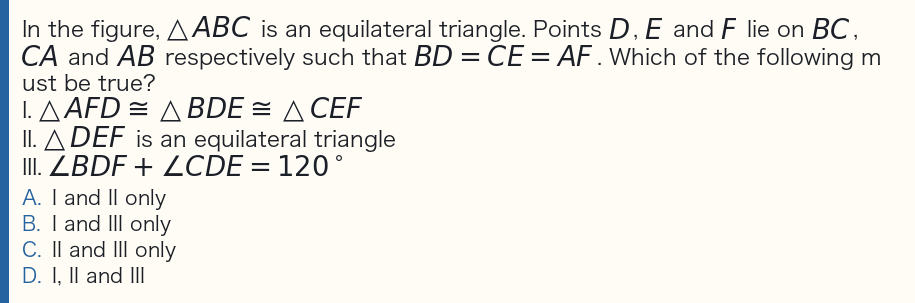 In the figure, △ABC is an equilateral triangle. Points D, E and F lie on BC,
CA and AB respectively such that BD = CE = AF. Which of the following m
ust be true?
I. △AFD ≅ △BDE ≅ △CEF
II. △DEF is an equilateral triangle
III. ∠BDF + ∠CDE = 120°
A. I and II only
B. I and III only
C. II and III only
D. I, II and III